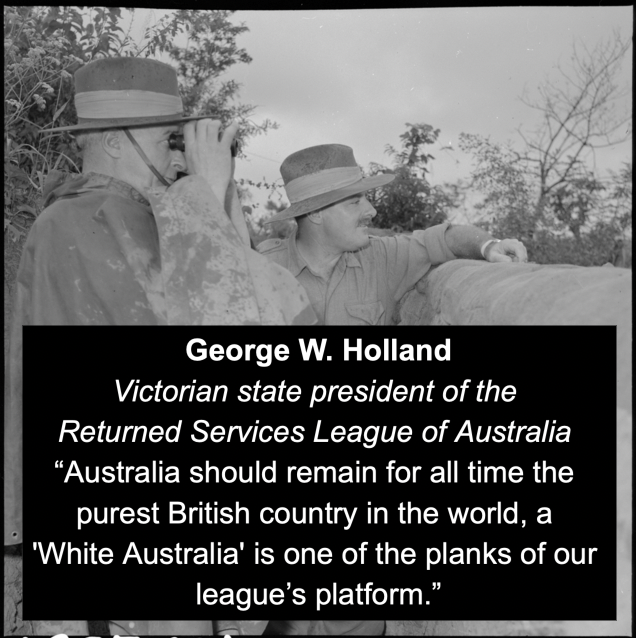 George W. Holland
Victorian state president of the
Returned Services League of Australia
“Australia should remain for all time the
purest British country in the world, a
'White Australia' is one of the planks of our
league’s platform.”